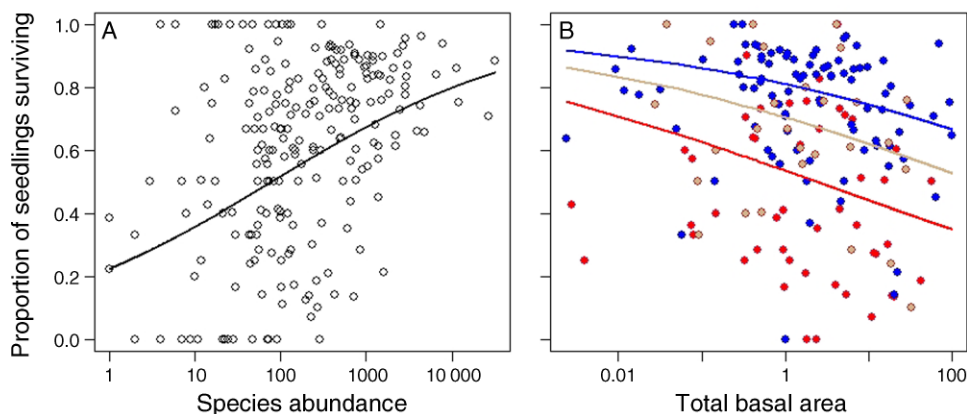 Proportion of seedlings surviving
1.0
0.8
0.6
0.4
0.2
0.0
A
1 10 100 1000 10 000
Species abundance
B
0.01 1 100
Total basal area